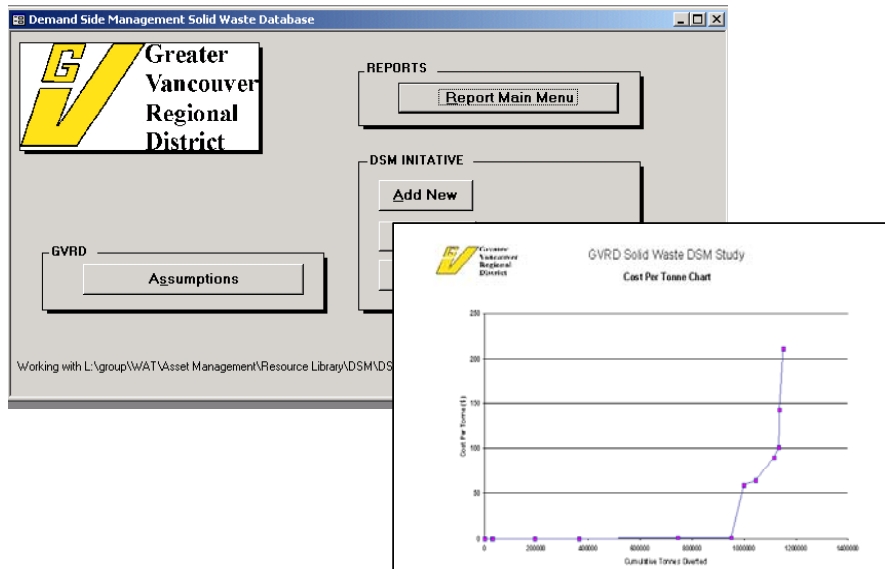 Demand Side Management Solid Waste Database
G
V
Greater
Vancouver
Regional
District
REPORTS
Report Main Menu
DSM INITATIVE
Add New
GVRD
Assumptions
Working with L:\group\WAT\Asset Management\Resource Library\DSM\DS
G
V
Greater
Vancouver
Regional
District
GVRD Solid Waste DSM Study
Cost Per Tonne Chart
250
200
150
100
50
0
Cost Per Tonne ($)
0 200000 400000 600000 800000 1000000 1200000 1400000
Cumulative Tonnes Diverted